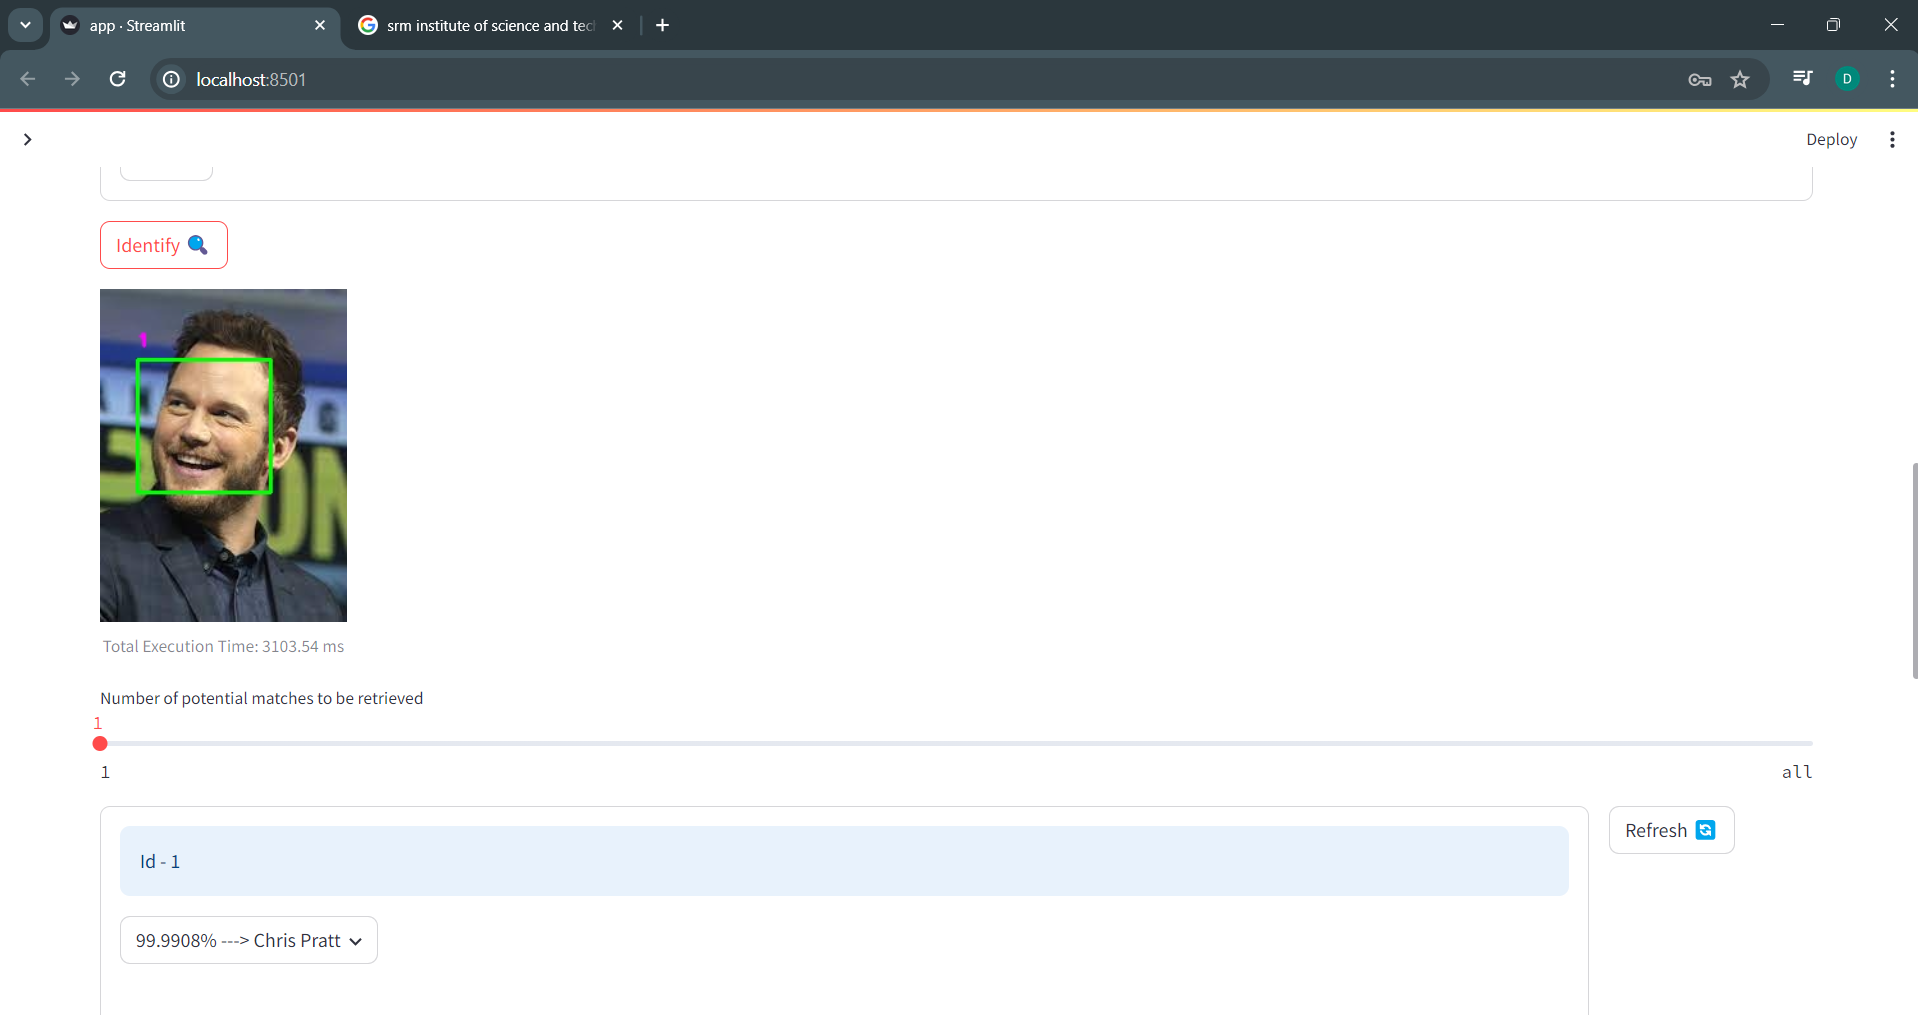 app · Streamlit
srm institute of science and tec
localhost:8501
D
Deploy
Identify
1
ON
Total Execution Time: 3103.54 ms
Number of potential matches to be retrieved
1
1
all
Id - 1
Refresh
99.9908% ---> Chris Pratt